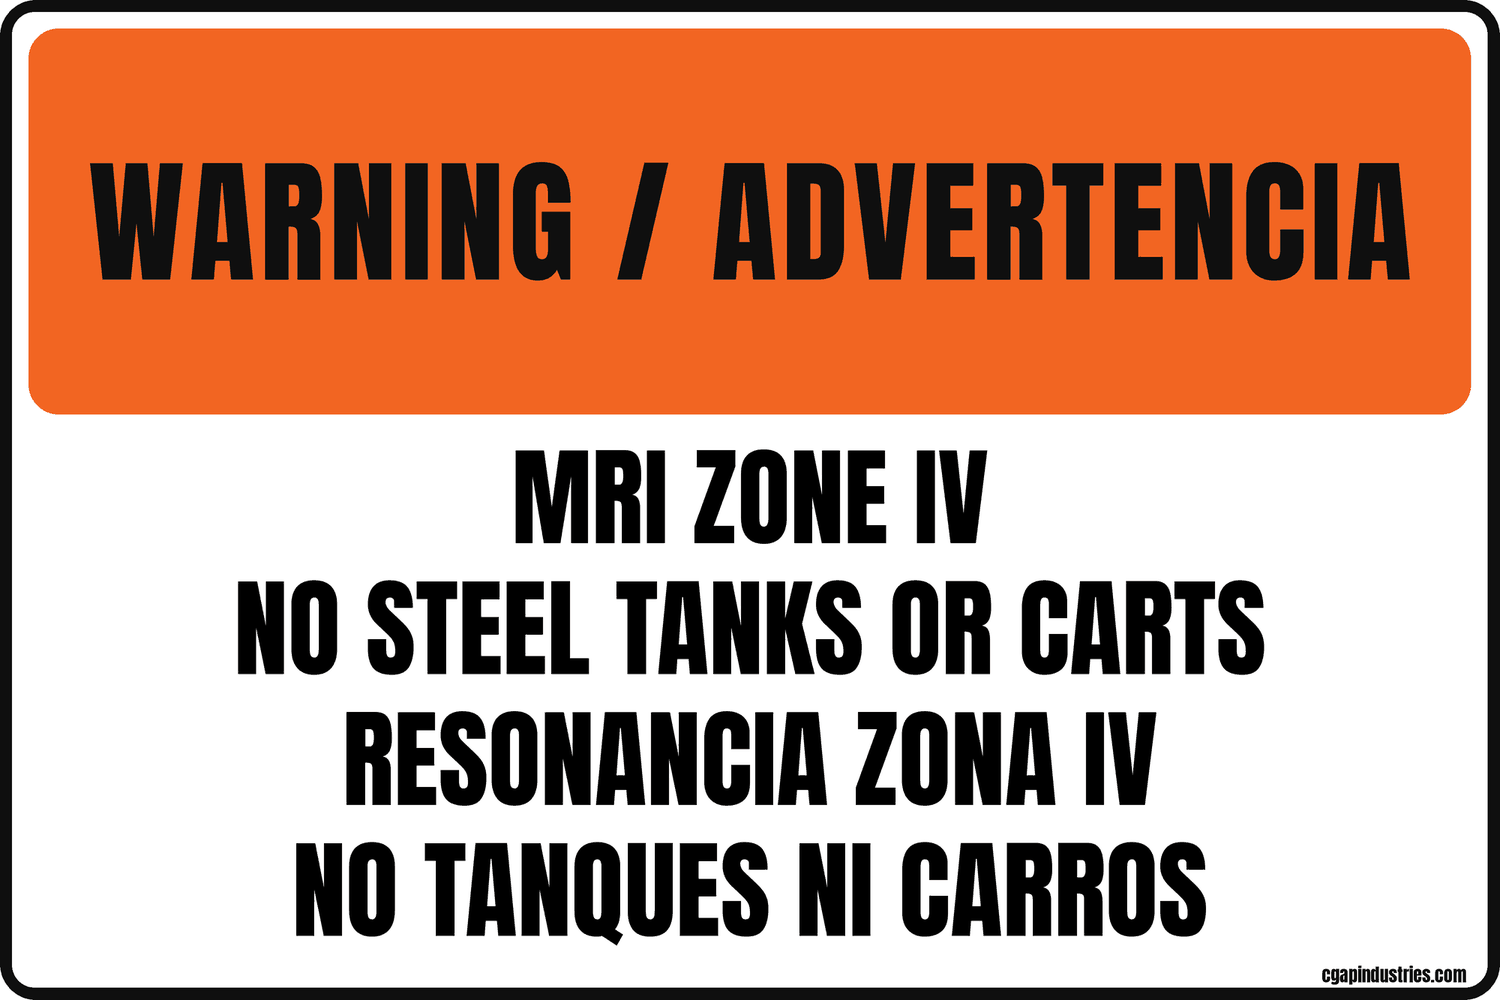 WARNING / ADVERTENCIA
MRI ZONE IV
NO STEEL TANKS OR CARTS
RESONANCIA ZONA IV
NO TANQUES NI CARROS
cgapindustries.com